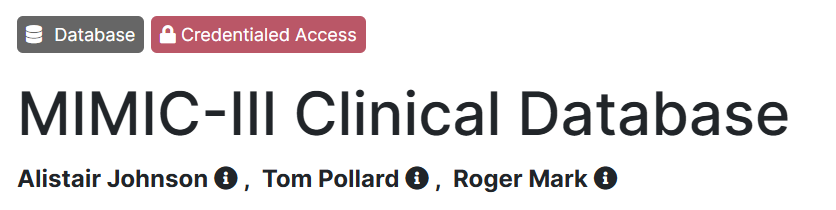 Database Credentialed Access
MIMIC-III Clinical Database
Alistair Johnson , Tom Pollard , Roger Mark